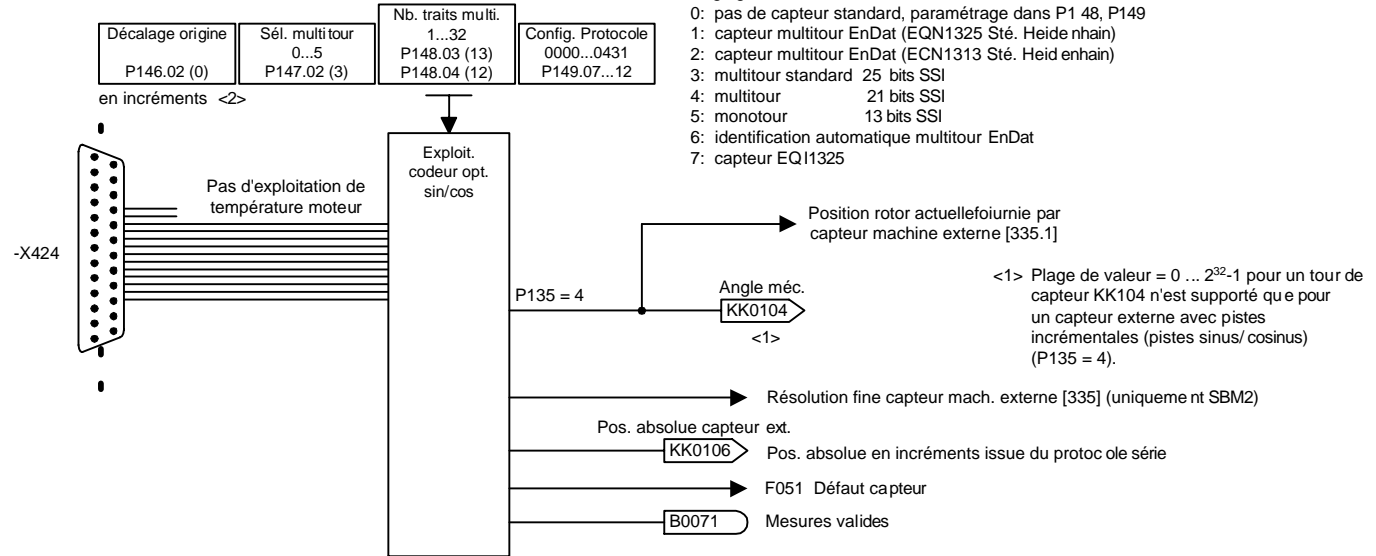 Décalage origine
P146.02 (0)
Sél. multitour
0...5
P147.02 (3)
Nb. traits multi.
1...32
P148.03 (13)
P148.04 (12)
Config. Protocole
0000...0431
P149.07...12
en incréments <2>
0: pas de capteur standard, paramétrage dans P1 48, P149
1: capteur multitour EnDat (EQN1325 Sté. Heide nhain)
2: capteur multitour EnDat (ECN1313 Sté. Heid enhain)
3: multitour standard 25 bits SSI
4: multitour 21 bits SSI
5: monotour 13 bits SSI
6: identification automatique multitour EnDat
7: capteur EQI1325
Exploit.
codeur opt.
sin/cos
Pas d'exploitation de
température moteur
-X424
P135 = 4
Position rotor actuellefoiurnie par
capteur machine externe [335.1]
Angle méc.
KK0104
<1>
<1> Plage de valeur = 0 ... 2³²-1 pour un tour de
capteur KK104 n'est supporté que pour
un capteur externe avec pistes
incrémentales (pistes sinus/ cosinus)
(P135 = 4).
Résolution fine capteur mach. externe [335] (uniqueme nt SBM2)
Pos. absolue capteur ext.
KK0106
Pos. absolue en incréments issue du protoc ole série
F051 Défaut capteur
B0071
Mesures valides